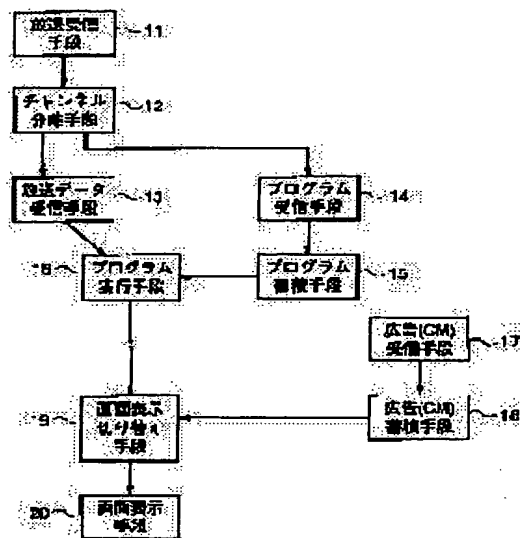 放送受信
手段
11
チャンネル
分離手段
12
放送データ
受信手段
13
プログラム
受信手段
14
プログラム
実行手段
プログラム
蓄積手段
15
広告(CM)
受信手段
17
画面表示
切り替え
手段
19
広告(CM)
蓄積手段
画面表示
手段
20